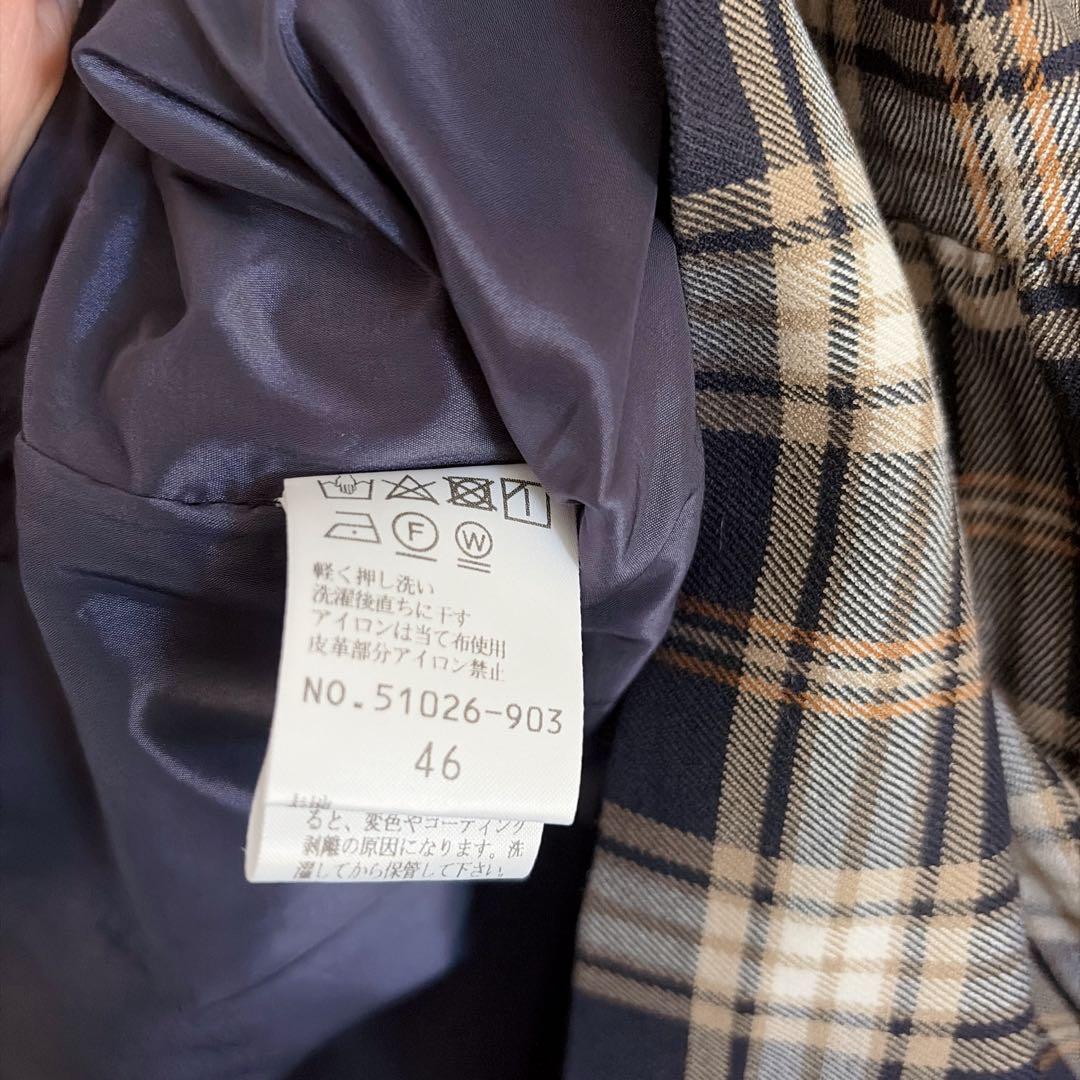 F W
軽く押し洗い
洗濯後直ちに干す
アイロンは当て布使用
皮革部分アイロン禁止
NO.51026-903
46
ると、変色やコーティング
剥離の原因になります。洗
濯してから保管して下さい。